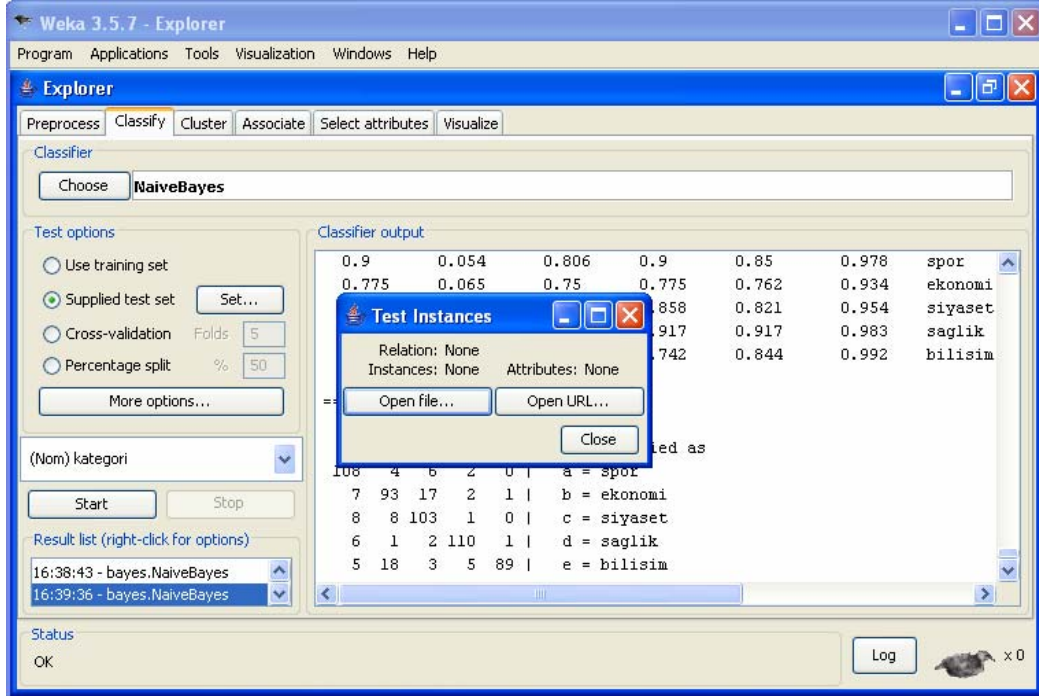 Weka 3.5.7 - Explorer
Program Applications Tools Visualization Windows Help
Explorer
Preprocess Classify Cluster Associate Select attributes Visualize
Classifier
Choose NaiveBayes
Test options
Use training set
Supplied test set Set...
Cross-validation Folds 5
Percentage split % 50
More options...
(Nom) kategori
Start Stop
Result list (right-click for options)
16:38:43 - bayes.NaiveBayes
16:39:36 - bayes.NaiveBayes
Classifier output
0.9 0.054 0.806 0.9 0.85 0.978 spor
0.775 0.065 0.75 0.775 0.762 0.934 ekonomi
.858 0.821 0.954 siyaset
.917 0.917 0.983 saglik
.742 0.844 0.992 bilisim
==
ied as
108 4 6 2 0 | a = spor
7 93 17 2 1 | b = ekonomi
8 8 103 1 0 | c = siyaset
6 1 2 110 1 | d = saglik
5 18 3 5 89 | e = bilisim
Test Instances
Relation: None
Instances: None Attributes: None
Open file... Open URL...
Close
Status
OK
Log
x 0